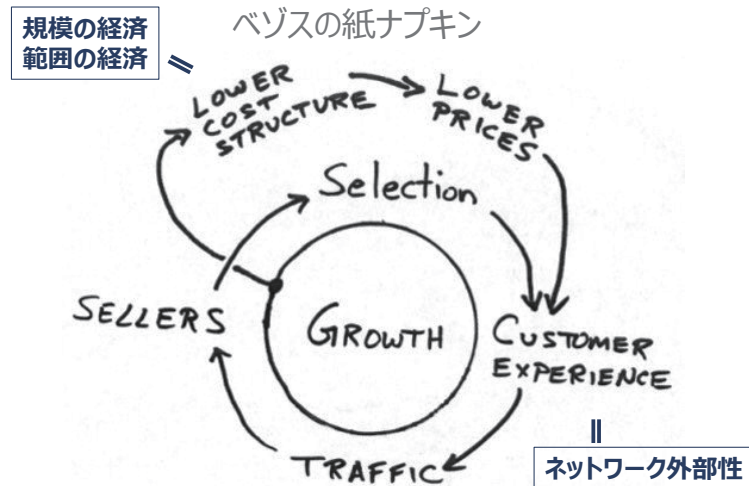 規模の経済
範囲の経済
ベゾスの紙ナプキン
LOWER
COST
STRUCTURE
LOWER
PRICES
Selection
SELLERS
GROWTH
CUSTOMER
EXPERIENCE
TRAFFIC
ネットワーク外部性